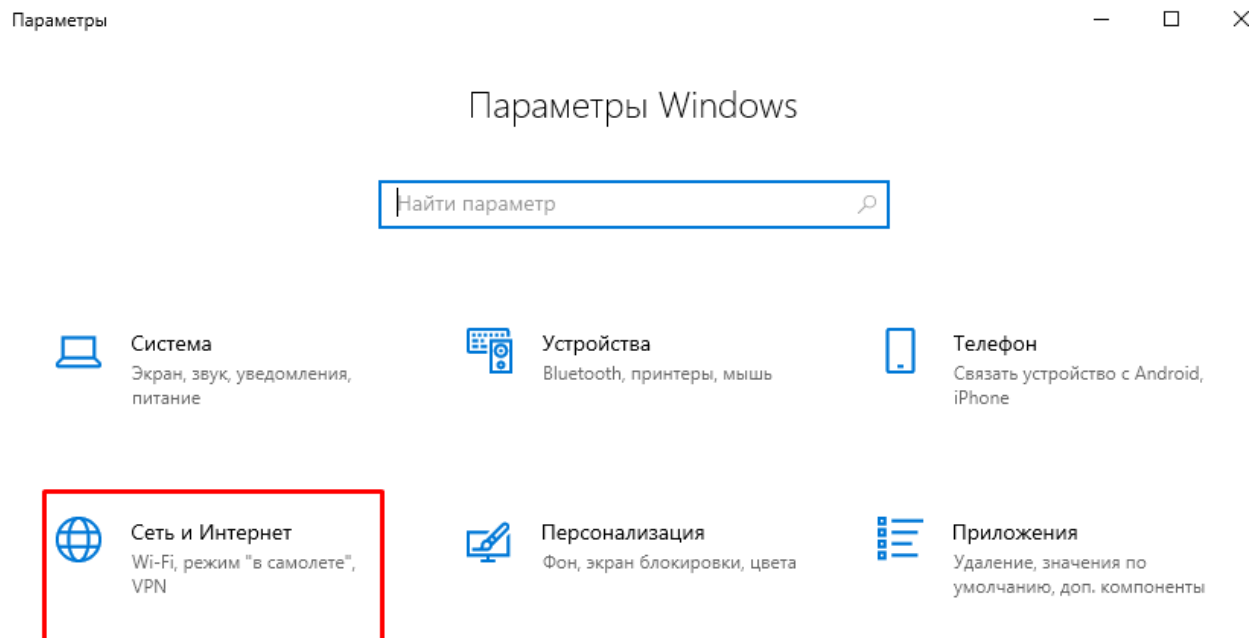 Параметры
Параметры Windows
Найти параметр
Система
Экран, звук, уведомления,
питание
Устройства
Bluetooth, принтеры, мышь
Телефон
Связать устройство с Android,
iPhone
Сеть и Интернет
Wi-Fi, режим "в самолете",
VPN
Персонализация
Фон, экран блокировки, цвета
Приложения
Удаление, значения по
умолчанию, доп. компоненты